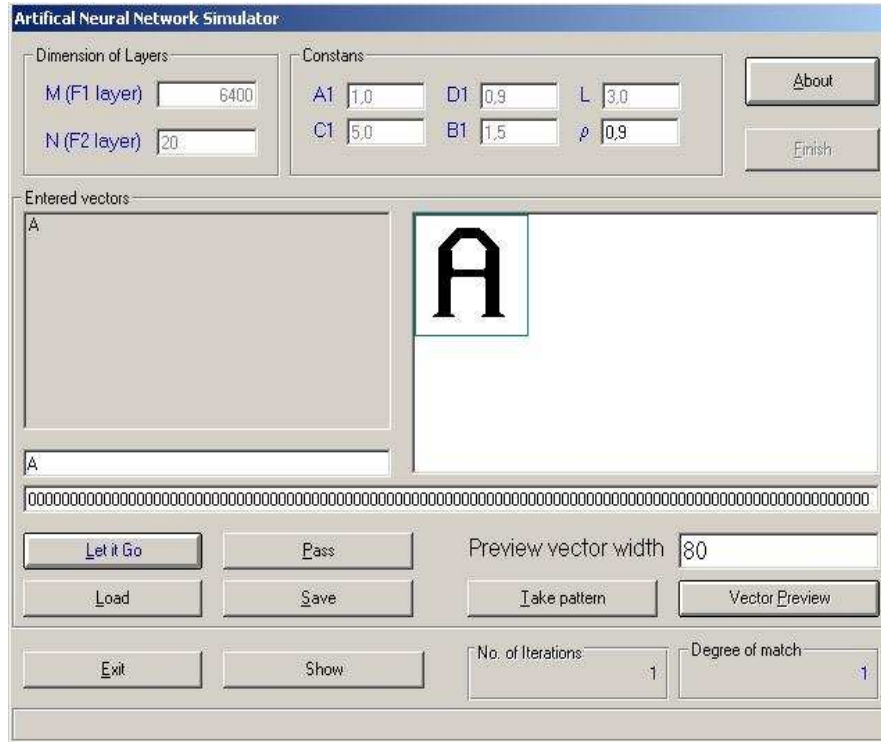 Artifical Neural Network Simulator
Dimension of Layers
M (F1 layer) 6400
N (F2 layer) 20
Constans
A1 1,0 D1 0,9 L 3,0
C1 5,0 B1 1,5 ρ 0,9
About
Finish
Entered vectors
A
A
A
Let it Go Pass Preview vector width 80
Load Save Take pattern Vector Preview
Exit Show
No. of Iterations 1
Degree of match 1